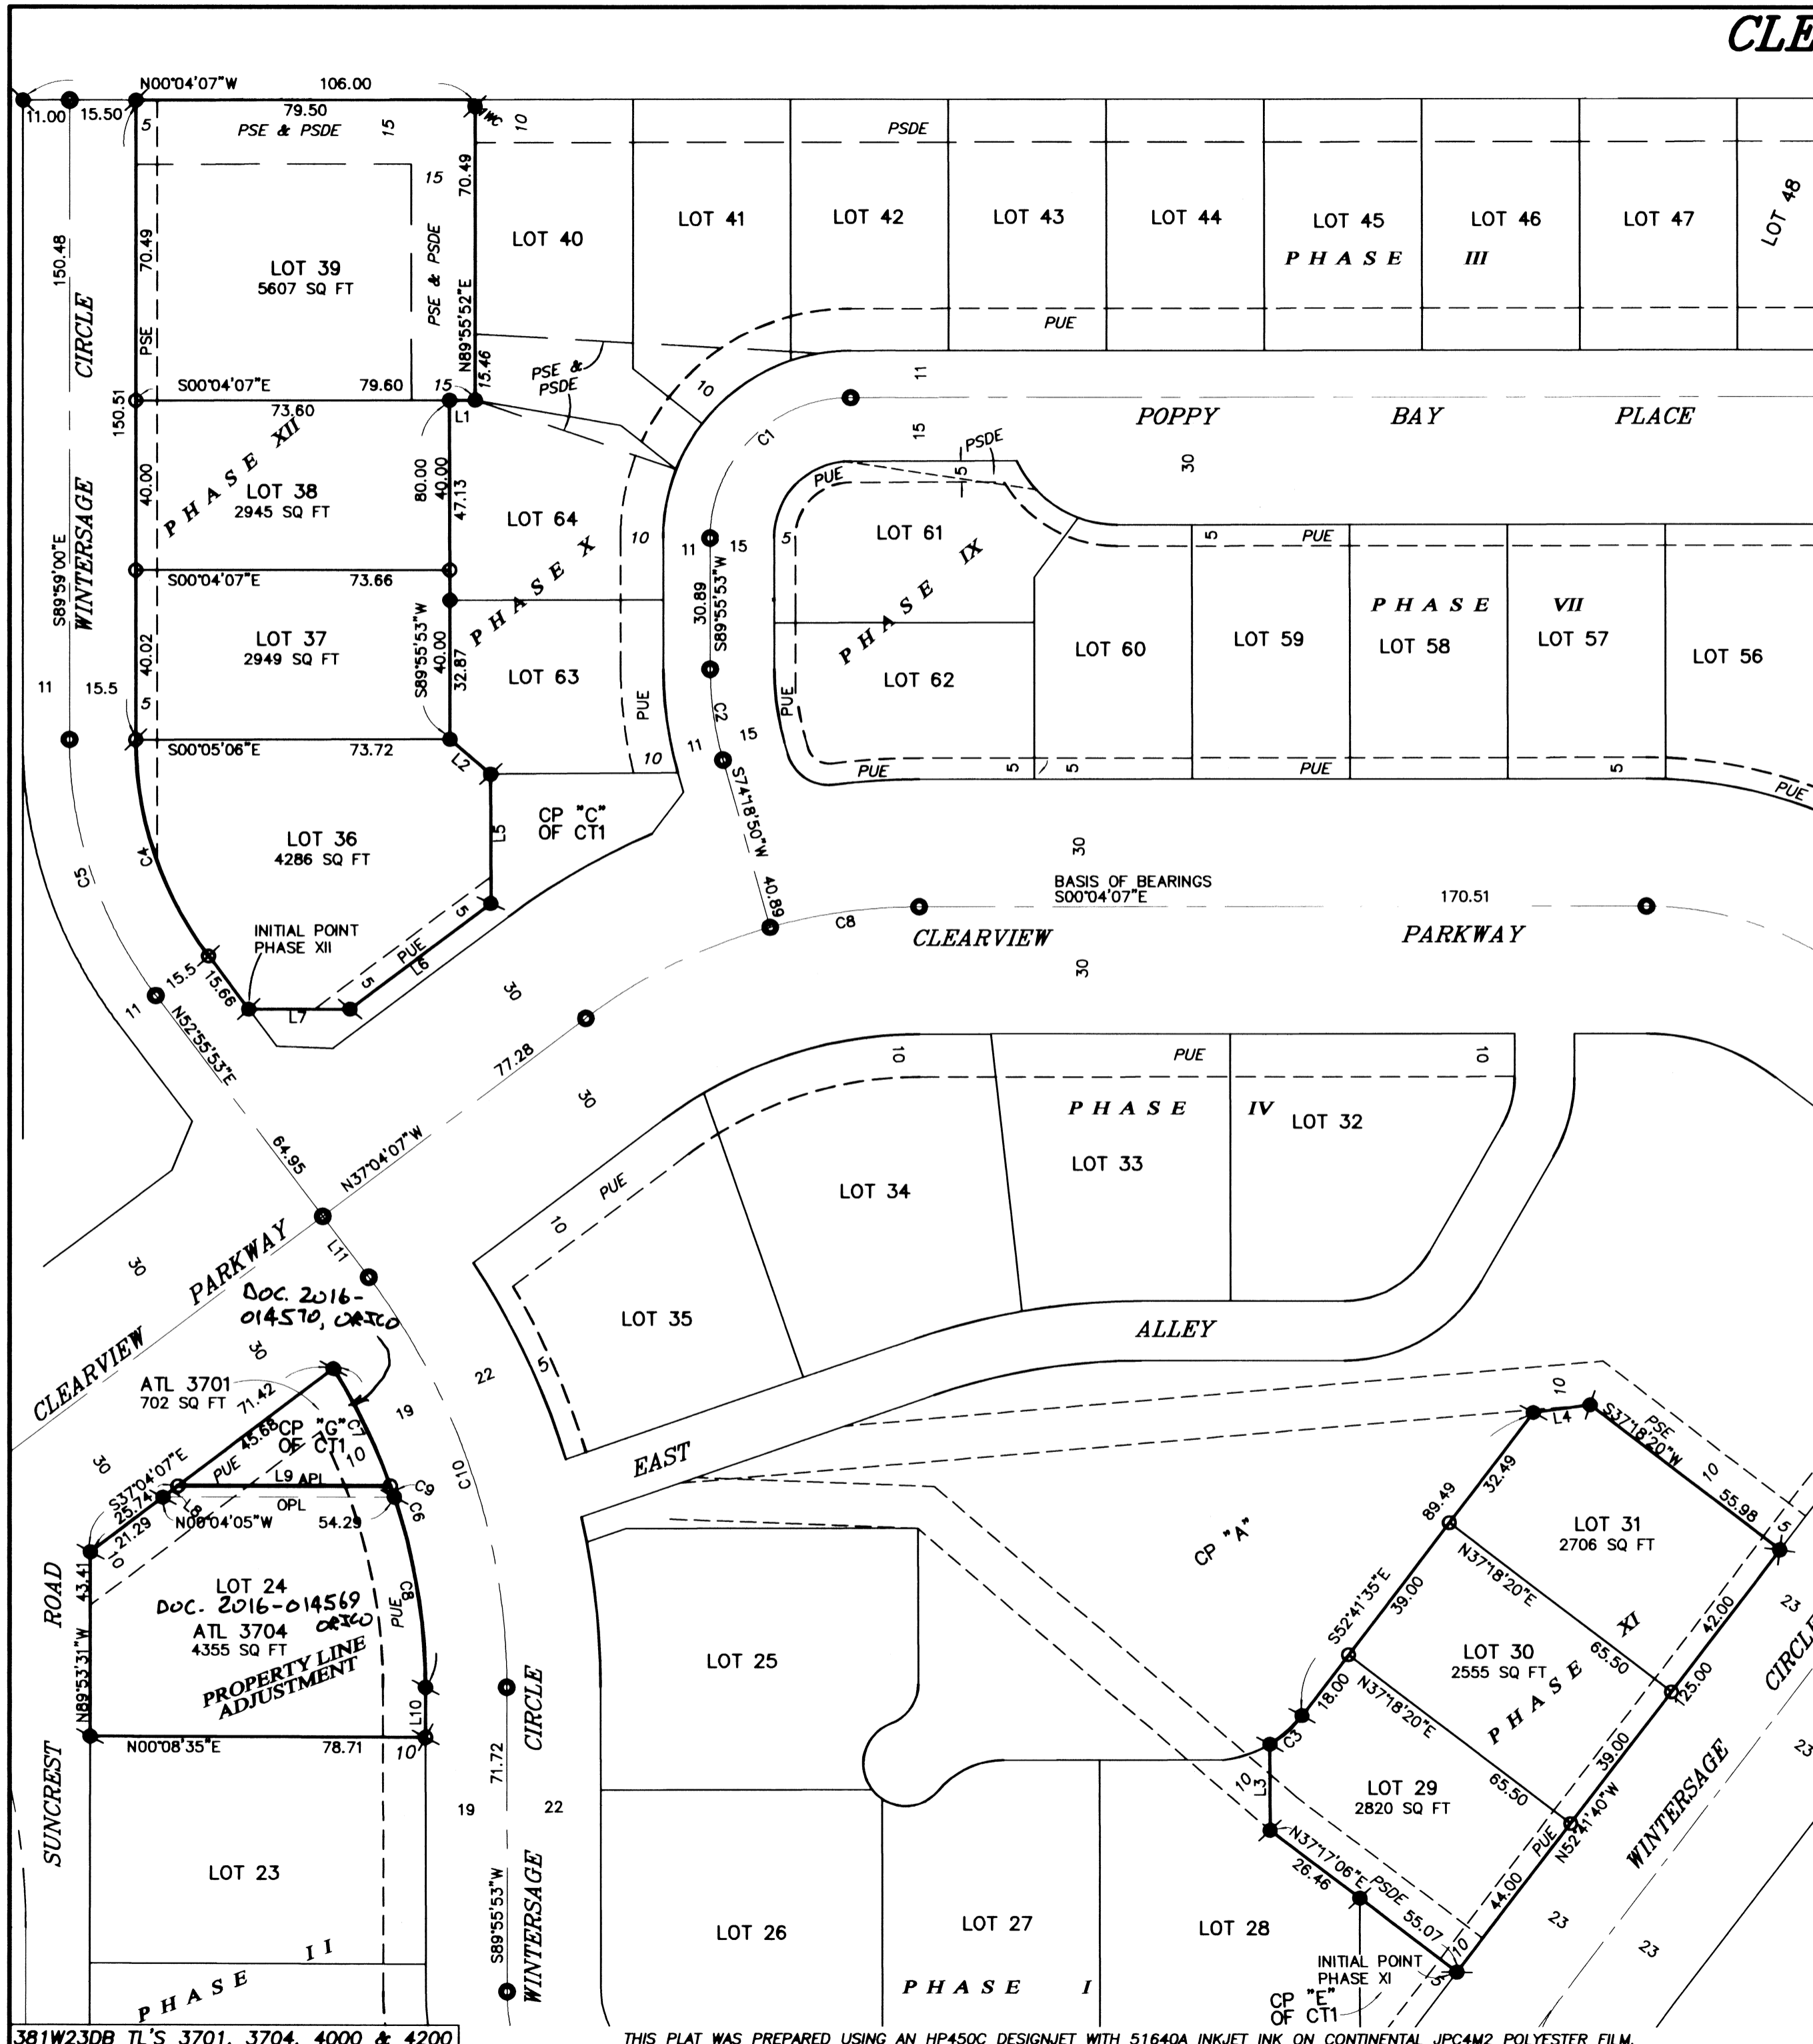 CLE
N00°04'07"W
106.00
11.00
15.50
79.50
5
PSE & PSDE
15
1'WC
10
PSDE
15
70.49
150.48
70.49
LOT 39
5607 SQ FT
PSE & PSDE
LOT 40
LOT 41
LOT 42
LOT 43
LOT 44
LOT 45
LOT 46
LOT 47
LOT 48
PHASE III
PUE
CIRCLE
N89°55'52"E
PSE
15.46
PSE &
PSDE
10
11
S00°04'07"E
79.60
15
L1
73.60
150.51
C1
15
POPPY BAY PLACE
30
PSDE
5
PUE
PHASE XII
40.00
LOT 38
2945 SQ FT
80.00
40.00
47.13
LOT 64
10
11
15
5
LOT 61
5
PUE
WINTERSAGE
S89°59'00"E
S00°04'07"E
73.66
PHASE X
30.89
S89°55'53"W
PHASE IX
PHASE VII
40.02
LOT 37
2949 SQ FT
S89°55'53"W
40.00
32.87
LOT 63
LOT 62
LOT 60
LOT 59
LOT 58
LOT 57
LOT 56
11
15.5
5
PUE
C2
PUE
S00°05'06"E
73.72
L2
10
11
15
PUE
5
5
PUE
5
PUE
S74°18'50"W
40.89
LOT 36
4286 SQ FT
L5
CP "C"
OF CT1
C4
C5
30
BASIS OF BEARINGS
S00°04'07"E
170.51
5
PUE
L6
5
INITIAL POINT
PHASE XII
C8
CLEARVIEW PARKWAY
30
15.5
15.66
11
L7
30
N52°55'53"E
77.28
30
10
PUE
10
PHASE IV
LOT 32
LOT 33
LOT 34
64.95
N37°04'07"W
PUE
10
L11
30
CLEARVIEW PARKWAY
DOC. 2016-
014570, ORJCO
LOT 35
5
ALLEY
30
22
ATL 3701
702 SQ FT
71.42
45.68
CP "G"
OF CT1
C7
10
19
EAST
30
S37°04'07"E
PUE
L9 APL
C9
C10
25.74
L8
OPL
C6
21.29
N00°04'05"W
54.29
10
43.41
LOT 24
DOC. 2016-014569
ORJCO
ATL 3704
4355 SQ FT
PUE
C8
PROPERTY LINE
ADJUSTMENT
N89°53'31"W
L10
N00°08'35"E
78.71
10
SUNCREST ROAD
LOT 23
PHASE II
71.72
19
22
S89°55'53"W
WINTERSAGE CIRCLE
LOT 25
LOT 26
LOT 27
LOT 28
PHASE I
CP "A"
10
L4
S37°18'20"W
PSE
10
55.98
5
32.49
89.49
LOT 31
2706 SQ FT
N37°18'20"E
39.00
S52°41'35"E
42.00
23
LOT 30
2555 SQ FT
65.50
PHASE XI
125.00
18.00
N37°18'20"E
C3
39.00
L3
10
LOT 29
2820 SQ FT
65.50
N52°41'40"W
PUE
N37°17'06"E
26.46
PSDE
55.07
44.00
10
5
23
23
23
WINTERSAGE CIRCLE
INITIAL POINT
PHASE XI
CP "E"
OF CT1
381W23DB TL'S 3701, 3704, 4000 & 4200
THIS PLAT WAS PREPARED USING AN HP450C DESIGNJET WITH 51640A INKJET INK ON CONTINENTAL JPC4M2 POLYESTER FILM.